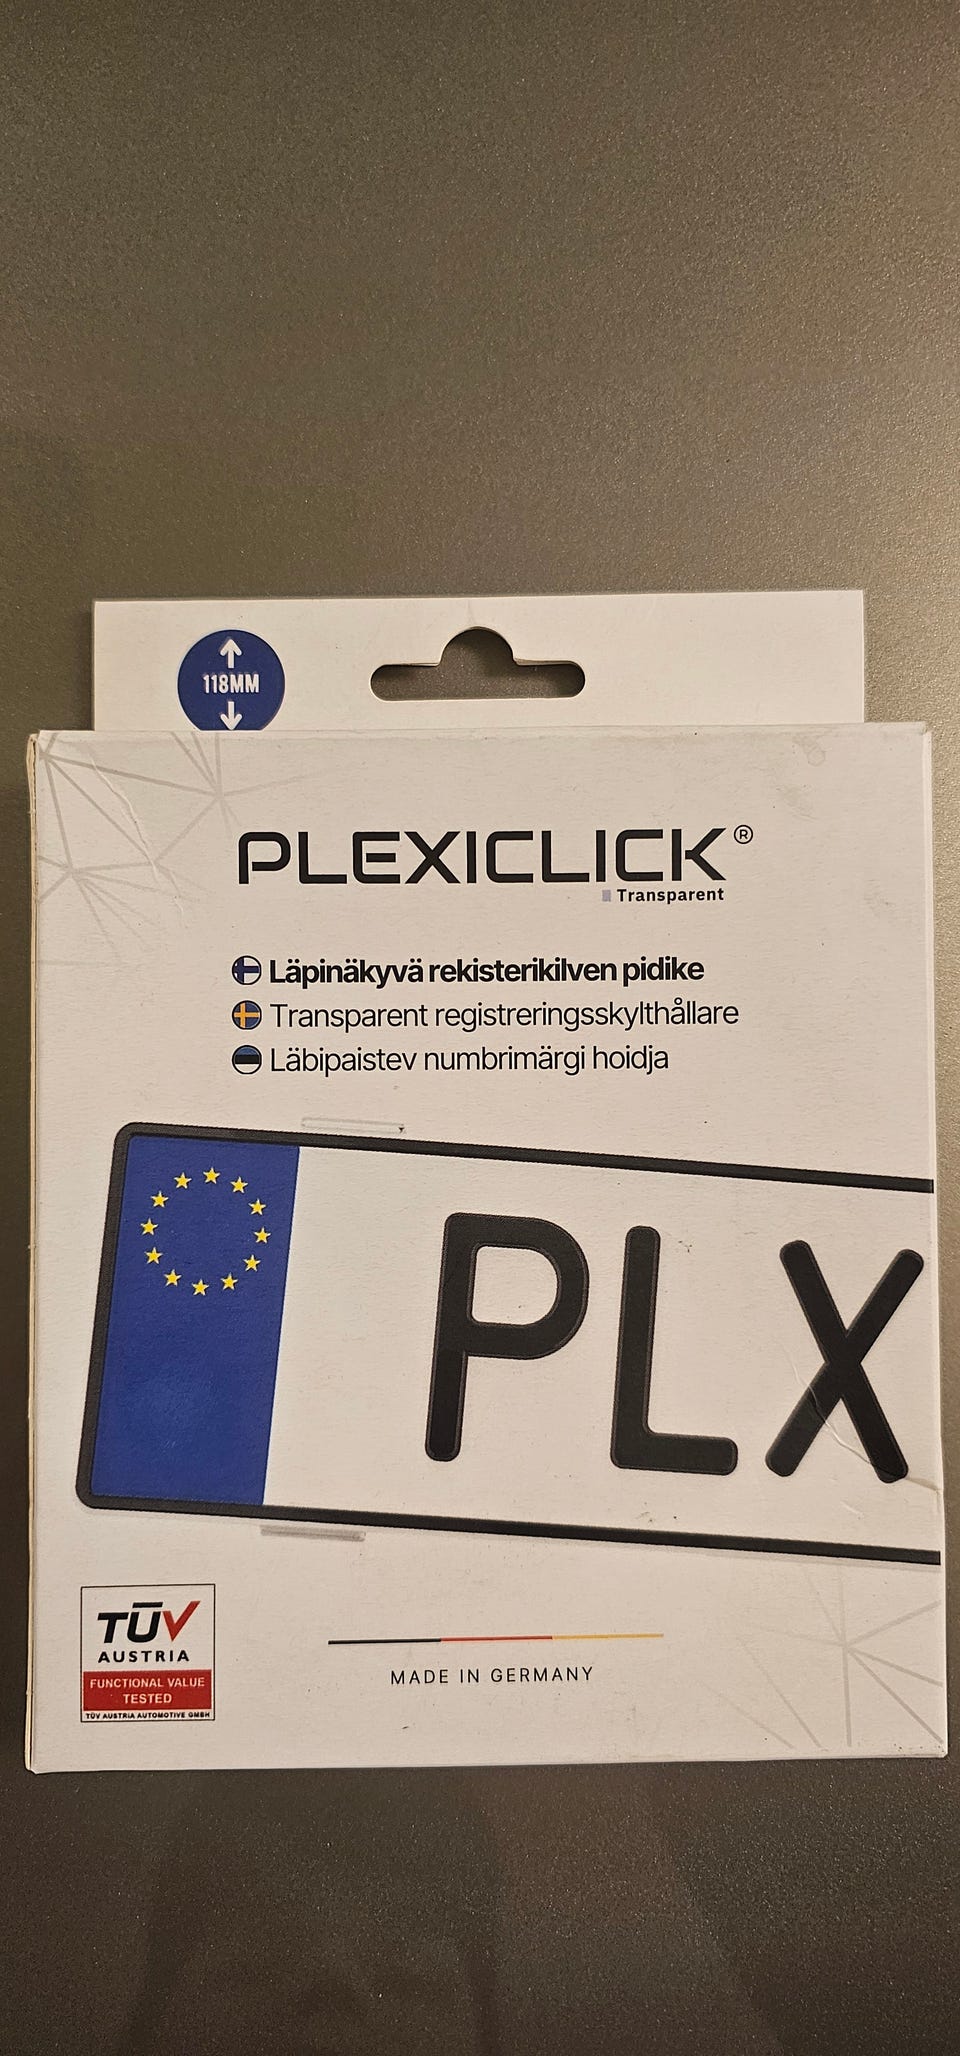 118MM
PLEXICLICK®
Transparent
Läpinäkyvä rekisterikilven pidike
Transparent registreringsskylthållare
Läbipaistev numbrimärgi hoidja
PLX
TÜV
AUSTRIA
FUNCTIONAL VALUE
TESTED
TÜV AUSTRIA AUTOMOTIVE GMBH
MADE IN GERMANY